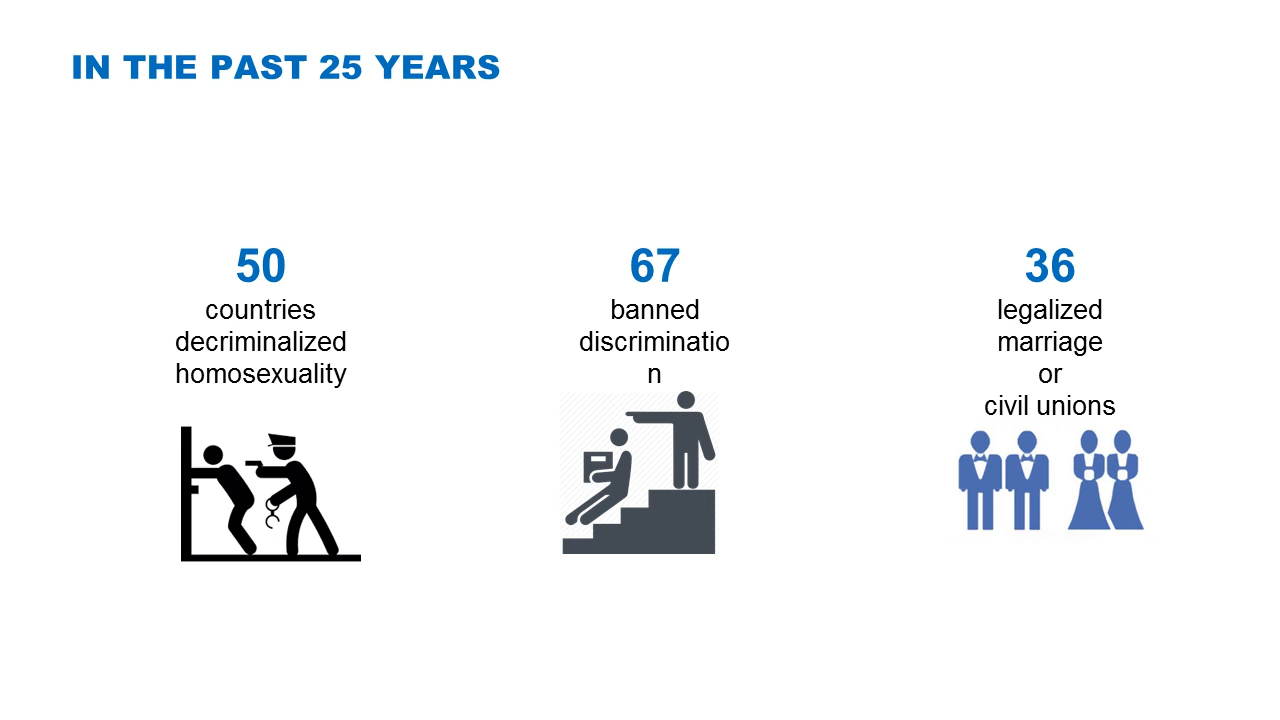 IN THE PAST 25 YEARS
50
countries
decriminalized
homosexuality
67
banned
discriminatio
n
36
legalized
marriage
or
civil unions